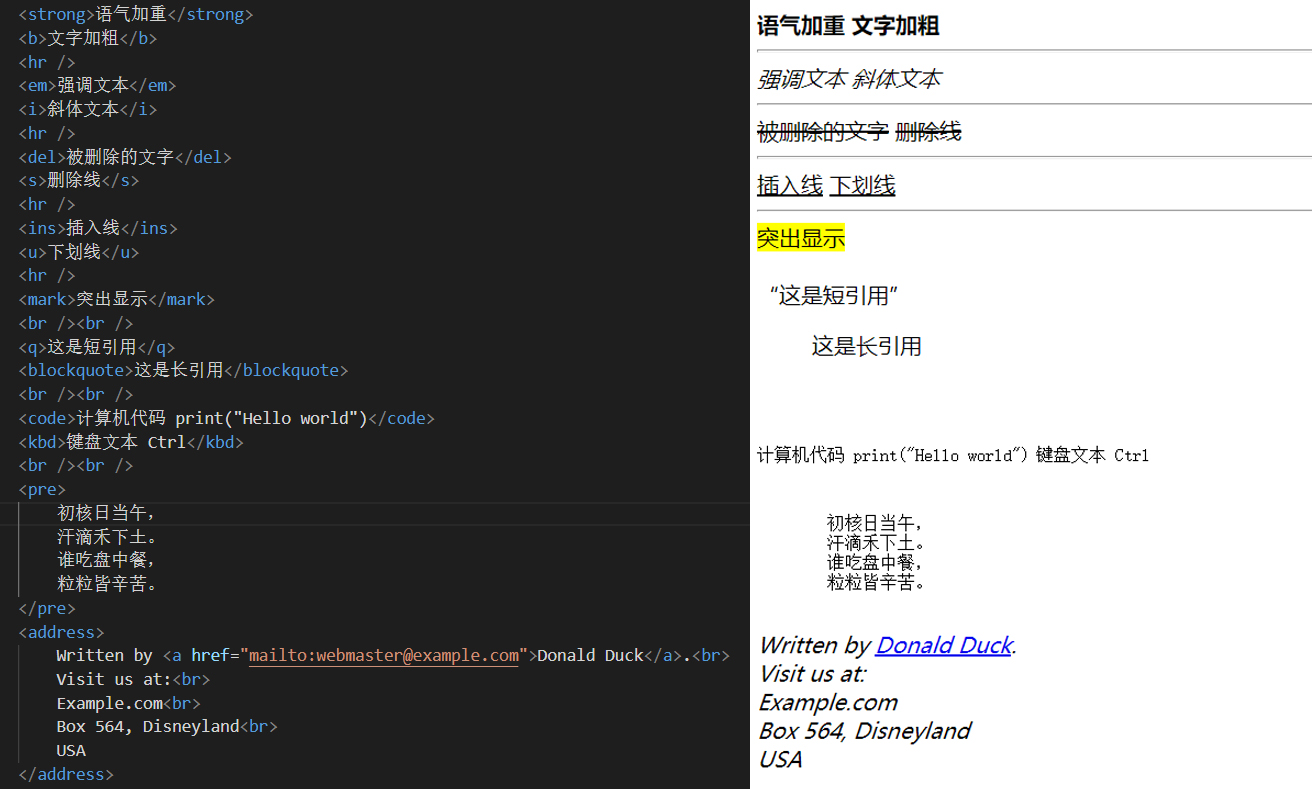 <strong>语气加重</strong>
<b>文字加粗</b>
<hr />
<em>强调文本</em>
<i>斜体文本</i>
<hr />
<del>被删除的文字</del>
<s>删除线</s>
<hr />
<ins>插入线</ins>
<u>下划线</u>
<hr />
<mark>突出显示</mark>
<br /><br />
<q>这是短引用</q>
<blockquote>这是长引用</blockquote>
<br /><br />
<code>计算机代码 print("Hello world")</code>
<kbd>键盘文本 Ctrl</kbd>
<br /><br />
<pre>
初核日当午，
汗滴禾下土。
谁吃盘中餐，
粒粒皆辛苦。
</pre>
<address>
Written by <a href="mailto:webmaster@example.com">Donald Duck</a>.<br>
Visit us at:<br>
Example.com<br>
Box 564, Disneyland<br>
USA
</address>
语气加重 文字加粗
强调文本 斜体文本
被删除的文字 删除线
插入线 下划线
突出显示
“这是短引用”
这是长引用
计算机代码 print("Hello world") 键盘文本 Ctrl
初核日当午，
汗滴禾下土。
谁吃盘中餐，
粒粒皆辛苦。
Written by Donald Duck.
Visit us at:
Example.com
Box 564, Disneyland
USA